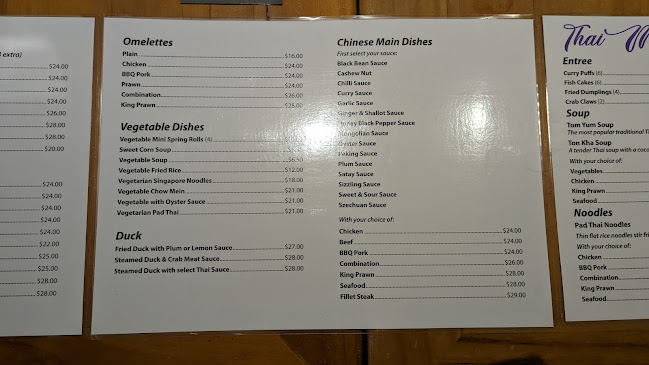 l extra)
$24.00
$24.00
$24.00
$24.00
$26.00
$28.00
$28.00
$20.00
$24.00
$24.00
$24.00
$24.00
$24.00
$22.00
$25.00
$25.00
$28.00
$28.00
Omelettes
Plain $16.00
Chicken $24.00
BBQ Pork $24.00
Prawn $24.00
Combination $26.00
King Prawn $28.00
Vegetable Dishes
Vegetable Mini Spring Rolls (4)
Sweet Corn Soup
Vegetable Soup $6.50
Vegetable Fried Rice $12.00
Vegetarian Singapore Noodles $18.00
Vegetable Chow Mein $21.00
Vegetable with Oyster Sauce $21.00
Vegetarian Pad Thai $21.00
Duck
Fried Duck with Plum or Lemon Sauce $27.00
Steamed Duck & Crab Meat Sauce $28.00
Steamed Duck with select Thai Sauce $28.00
Chinese Main Dishes
First select your sauce:
Black Bean Sauce
Cashew Nut
Chilli Sauce
Curry Sauce
Garlic Sauce
Ginger & Shallot Sauce
Honey Black Pepper Sauce
Mongolian Sauce
Oyster Sauce
Peking Sauce
Plum Sauce
Satay Sauce
Sizzling Sauce
Sweet & Sour Sauce
Szechuan Sauce
With your choice of:
Chicken $24.00
Beef $24.00
BBQ Pork $24.00
Combination $26.00
King Prawn $28.00
Seafood $28.00
Fillet Steak $29.00
Thai M
Entree
Curry Puffs (6)
Fish Cakes (6)
Fried Dumplings (4)
Crab Claws (2)
Soup
Tom Yum Soup
The most popular traditional T
Ton Kha Soup
A tender Thai soup with a coco
With your choice of:
Vegetables
Chicken
King Prawn
Seafood
Noodles
Pad Thai Noodles
Thin flat rice noodles stir fri
With your choice of:
Chicken
BBQ Pork
Combination
King Prawn
Seafood